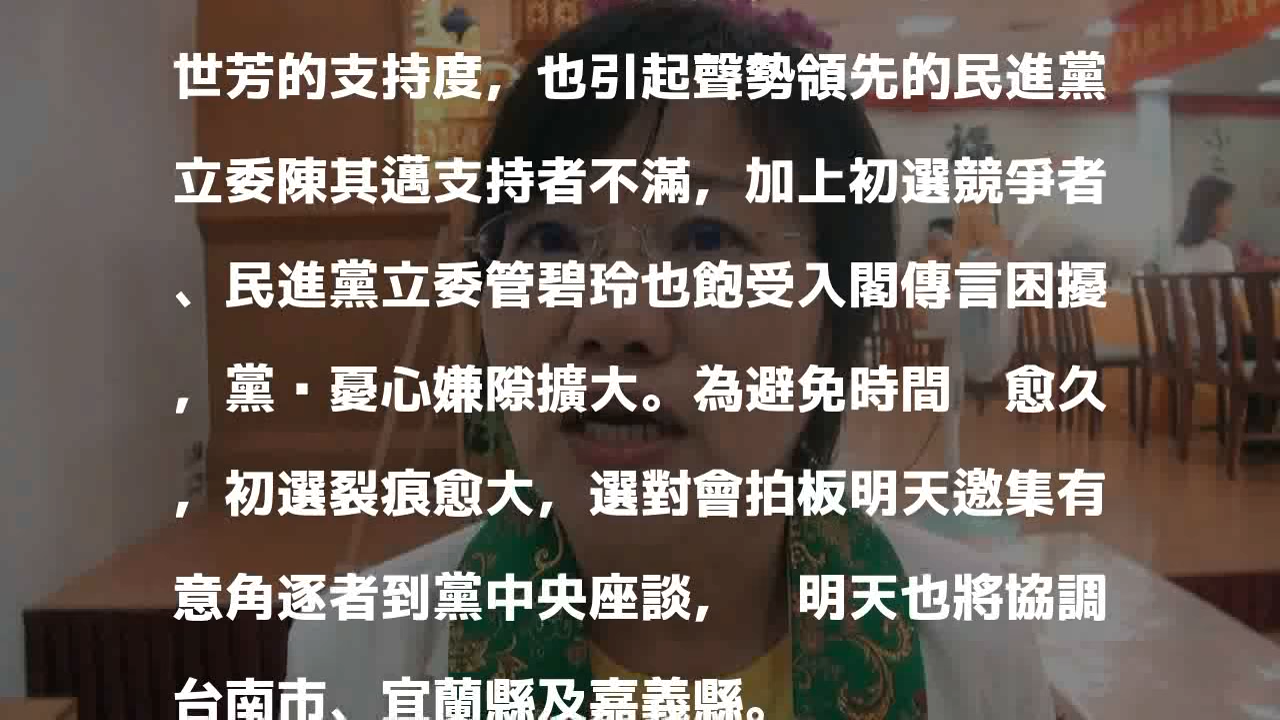 世芳的支持度，也引起聲勢領先的民進黨
立委陳其邁支持者不滿，加上初選競爭者
、民進黨立委管碧玲也飽受入閣傳言困擾
，黨·憂心嫌隙擴大。為避免時間　愈久
，初選裂痕愈大，選對會拍板明天邀集有
意角逐者到黨中央座談，　明天也將協調
台南市、宜蘭縣及嘉義縣。